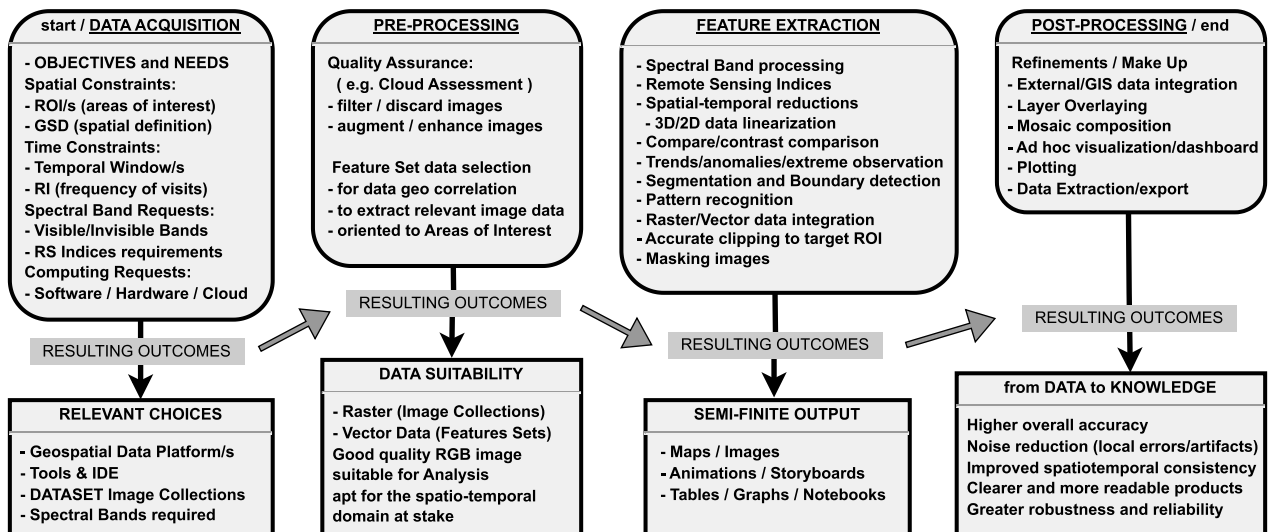 start / DATA ACQUISITION
- OBJECTIVES and NEEDS
Spatial Constraints:
- ROI/s (areas of interest)
- GSD (spatial definition)
Time Constraints:
- Temporal Window/s
- RI (frequency of visits)
Spectral Band Requests:
- Visible/Invisible Bands
- RS Indices requirements
Computing Requests:
- Software / Hardware / Cloud
RESULTING OUTCOMES
RELEVANT CHOICES
- Geospatial Data Platform/s
- Tools & IDE
- DATASET Image Collections
- Spectral Bands required
PRE-PROCESSING
Quality Assurance:
( e.g. Cloud Assessment )
- filter / discard images
- augment / enhance images
Feature Set data selection
- for data geo correlation
- to extract relevant image data
- oriented to Areas of Interest
RESULTING OUTCOMES
DATA SUITABILITY
- Raster (Image Collections)
- Vector Data (Features Sets)
Good quality RGB image
suitable for Analysis
apt for the spatio-temporal
domain at stake
FEATURE EXTRACTION
- Spectral Band processing
- Remote Sensing Indices
- Spatial-temporal reductions
- 3D/2D data linearization
- Compare/contrast comparison
- Trends/anomalies/extreme observation
- Segmentation and Boundary detection
- Pattern recognition
- Raster/Vector data integration
- Accurate clipping to target ROI
- Masking images
RESULTING OUTCOMES
SEMI-FINITE OUTPUT
- Maps / Images
- Animations / Storyboards
- Tables / Graphs / Notebooks
POST-PROCESSING / end
Refinements / Make Up
- External/GIS data integration
- Layer Overlaying
- Mosaic composition
- Ad hoc visualization/dashboard
- Plotting
- Data Extraction/export
RESULTING OUTCOMES
from DATA to KNOWLEDGE
Higher overall accuracy
Noise reduction (local errors/artifacts)
Improved spatiotemporal consistency
Clearer and more readable products
Greater robustness and reliability